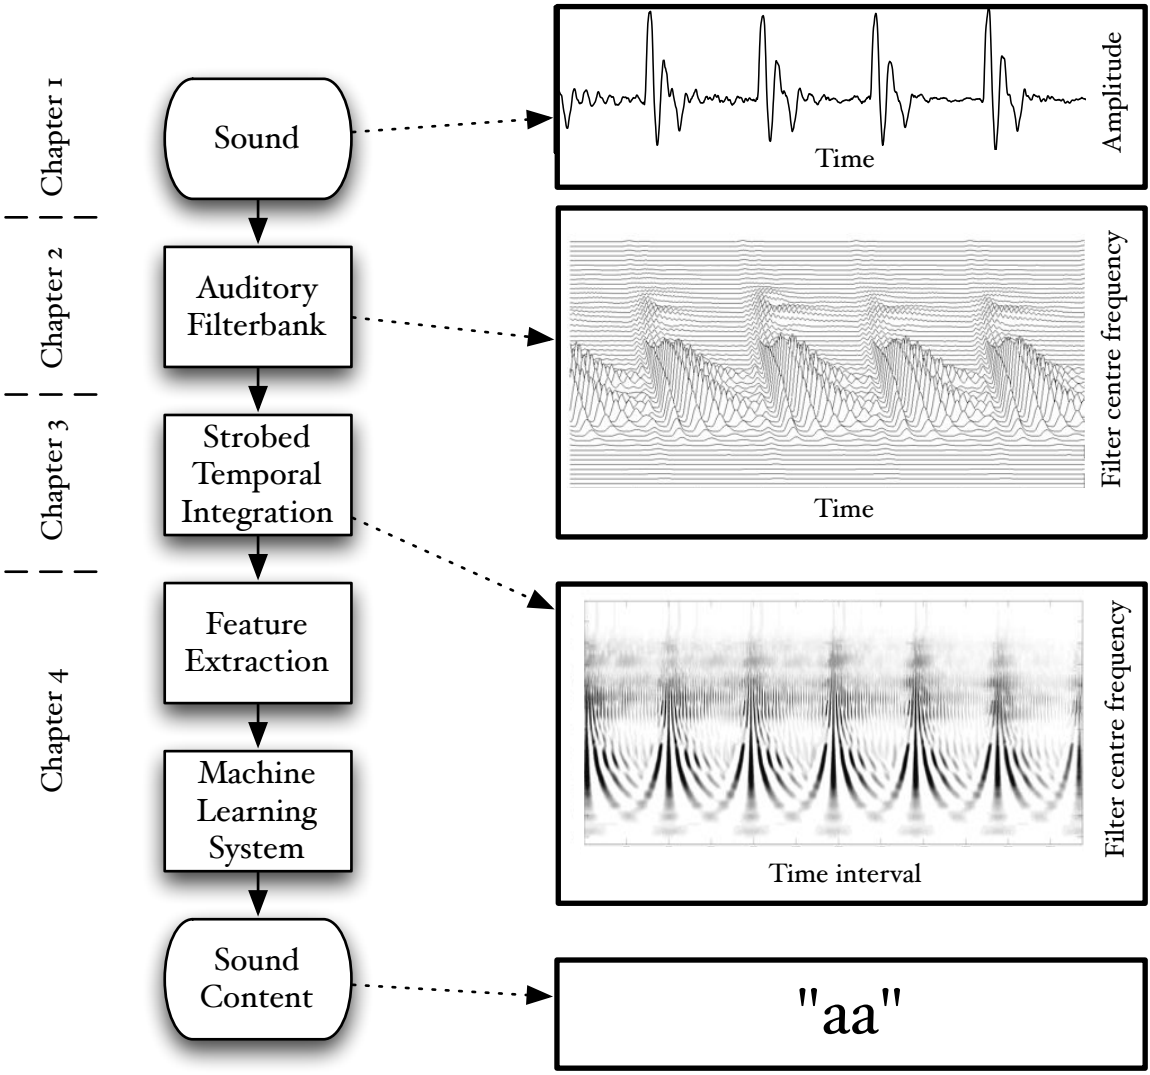 Chapter 1
Sound
Amplitude
Time
Chapter 2
Auditory
Filterbank
Filter centre frequency
Time
Chapter 3
Strobed
Temporal
Integration
Filter centre frequency
Time interval
Chapter 4
Feature
Extraction
Machine
Learning
System
Sound
Content
"aa"